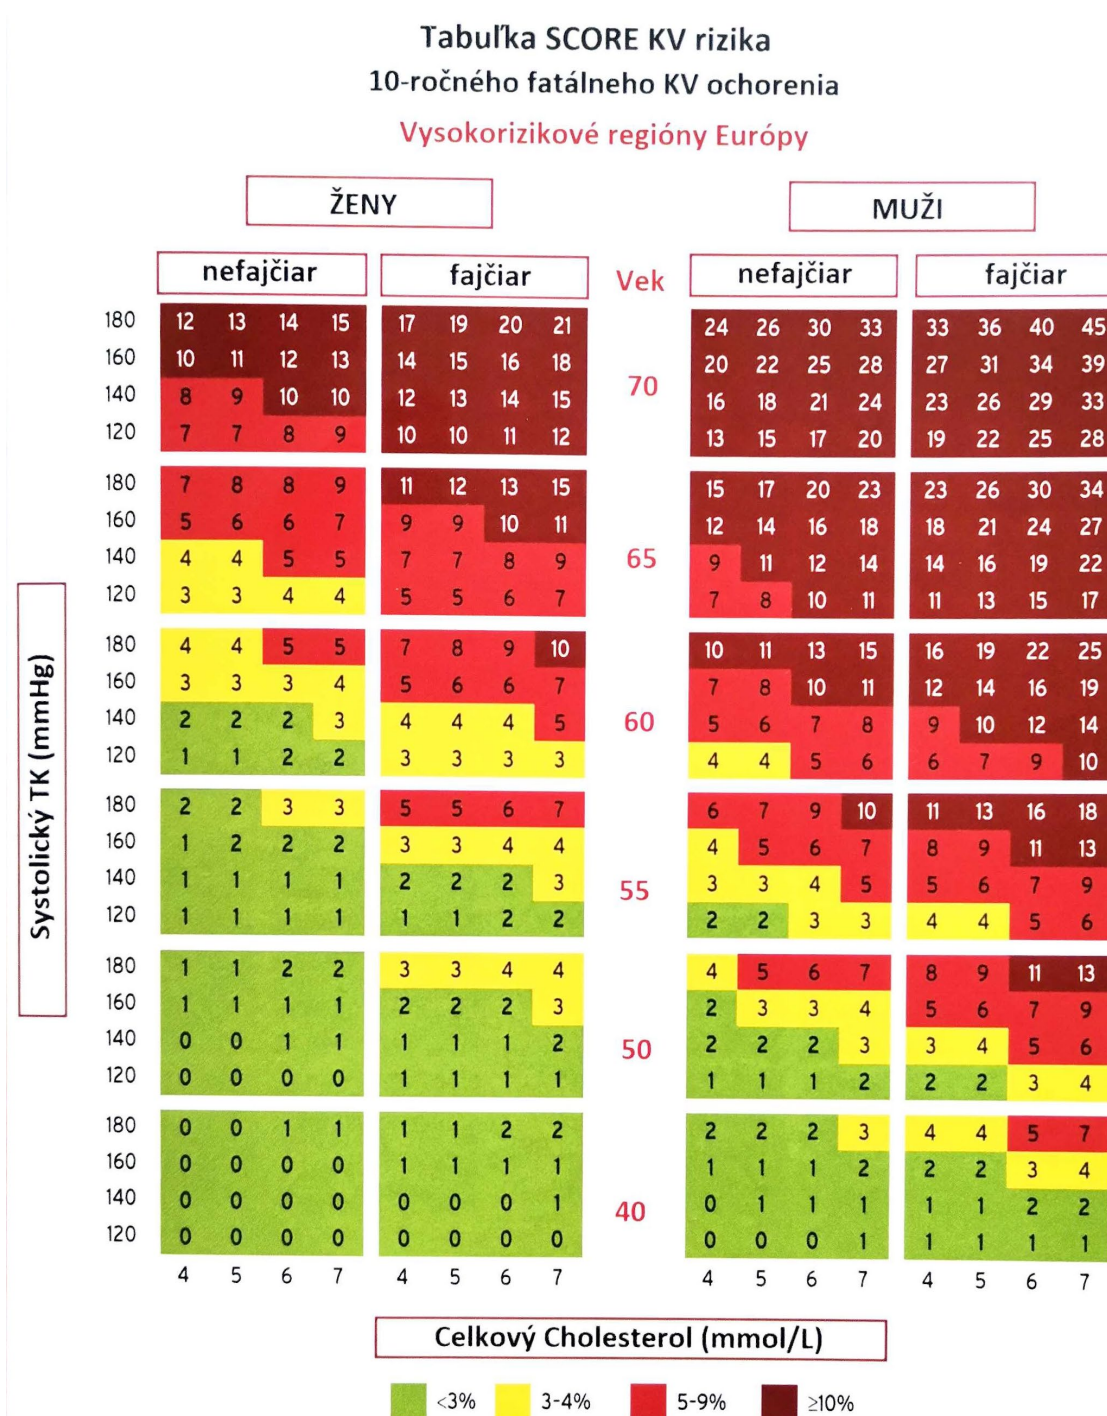 Tabuľka SCORE KV rizika
10-ročného fatálneho KV ochorenia
Vysokorizikové regióny Európy
ŽENY MUŽI
nefajčiar fajčiar Vek nefajčiar fajčiar
180 12 13 14 15 17 19 20 21 24 26 30 33 33 36 40 45
160 10 11 12 13 14 15 16 18 20 22 25 28 27 31 34 39
70
140 8 9 10 10 12 13 14 15 16 18 21 24 23 26 29 33
120 7 7 8 9 10 10 11 12 13 15 17 20 19 22 25 28
180 7 8 8 9 11 12 13 15 15 17 20 23 23 26 30 34
160 5 6 6 7 9 9 10 11 12 14 16 18 18 21 24 27
65
140 4 4 5 5 7 7 8 9 9 11 12 14 14 16 19 22
120 3 3 4 4 5 5 6 7 7 8 10 11 11 13 15 17
180 4 4 5 5 7 8 9 10 10 11 13 15 16 19 22 25
160 3 3 3 4 5 6 6 7 7 8 10 11 12 14 16 19
60
140 2 2 2 3 4 4 4 5 5 6 7 8 9 10 12 14
120 1 1 2 2 3 3 3 3 4 4 5 6 6 7 9 10
Systolický TK (mmHg)
180 2 2 3 3 5 5 6 7 6 7 9 10 11 13 16 18
160 1 2 2 2 3 3 4 4 4 5 6 7 8 9 11 13
55
140 1 1 1 1 2 2 2 3 3 3 4 5 5 6 7 9
120 1 1 1 1 1 1 2 2 2 2 3 3 4 4 5 6
180 1 1 2 2 3 3 4 4 4 5 6 7 8 9 11 13
160 1 1 1 1 2 2 2 3 2 3 3 4 5 6 7 9
50
140 0 0 1 1 1 1 1 2 2 2 2 3 3 4 5 6
120 0 0 0 0 1 1 1 1 1 1 1 2 2 2 3 4
180 0 0 1 1 1 1 2 2 2 2 2 3 4 4 5 7
160 0 0 0 0 1 1 1 1 1 1 1 2 2 2 3 4
40
140 0 0 0 0 0 0 0 1 0 1 1 1 1 1 2 2
120 0 0 0 0 0 0 0 0 0 0 0 1 1 1 1 1
4 5 6 7 4 5 6 7 4 5 6 7 4 5 6 7
Celkový Cholesterol (mmol/L)
<3% 3-4% 5-9% ≥10%